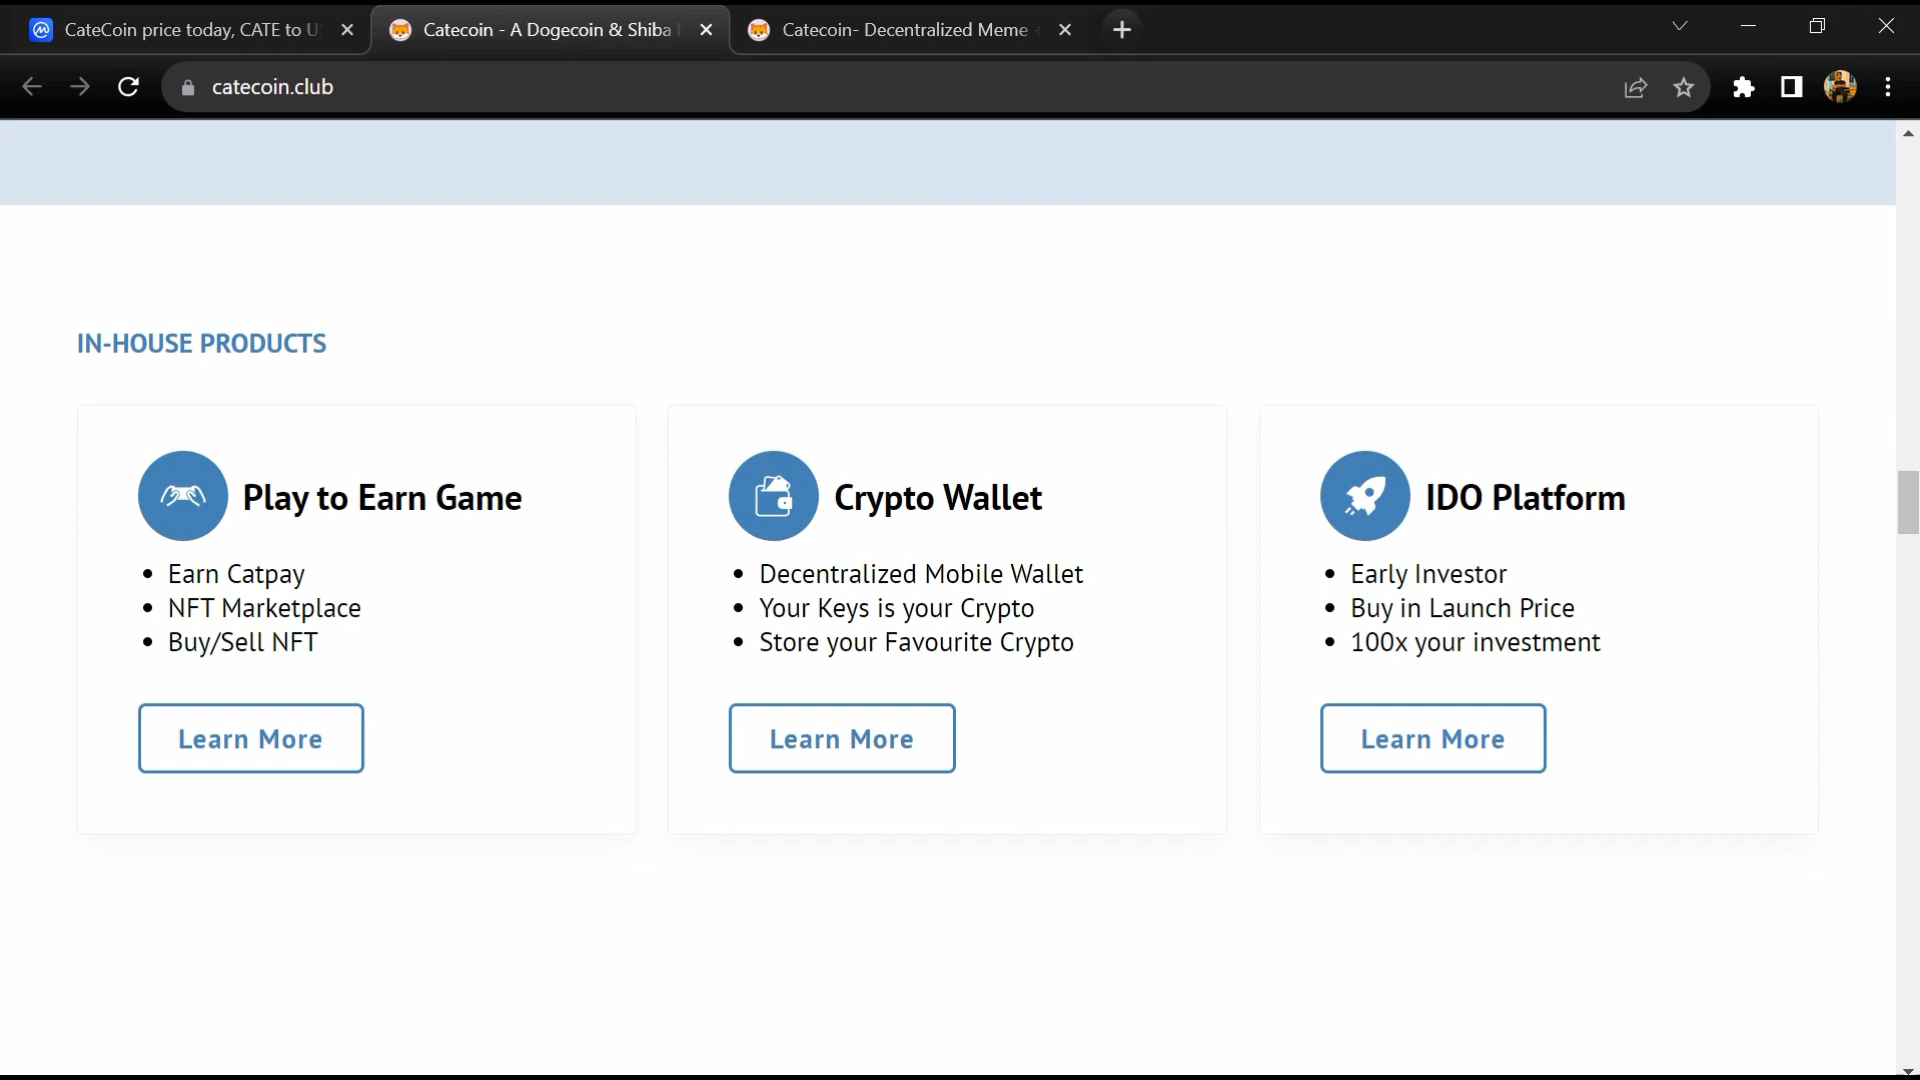 CateCoin price today, CATE to U
Catecoin - A Dogecoin & Shiba
Catecoin- Decentralized Meme
catecoin.club
IN-HOUSE PRODUCTS
Play to Earn Game
• Earn Catpay
• NFT Marketplace
• Buy/Sell NFT
Learn More
Crypto Wallet
• Decentralized Mobile Wallet
• Your Keys is your Crypto
• Store your Favourite Crypto
Learn More
IDO Platform
• Early Investor
• Buy in Launch Price
• 100x your investment
Learn More